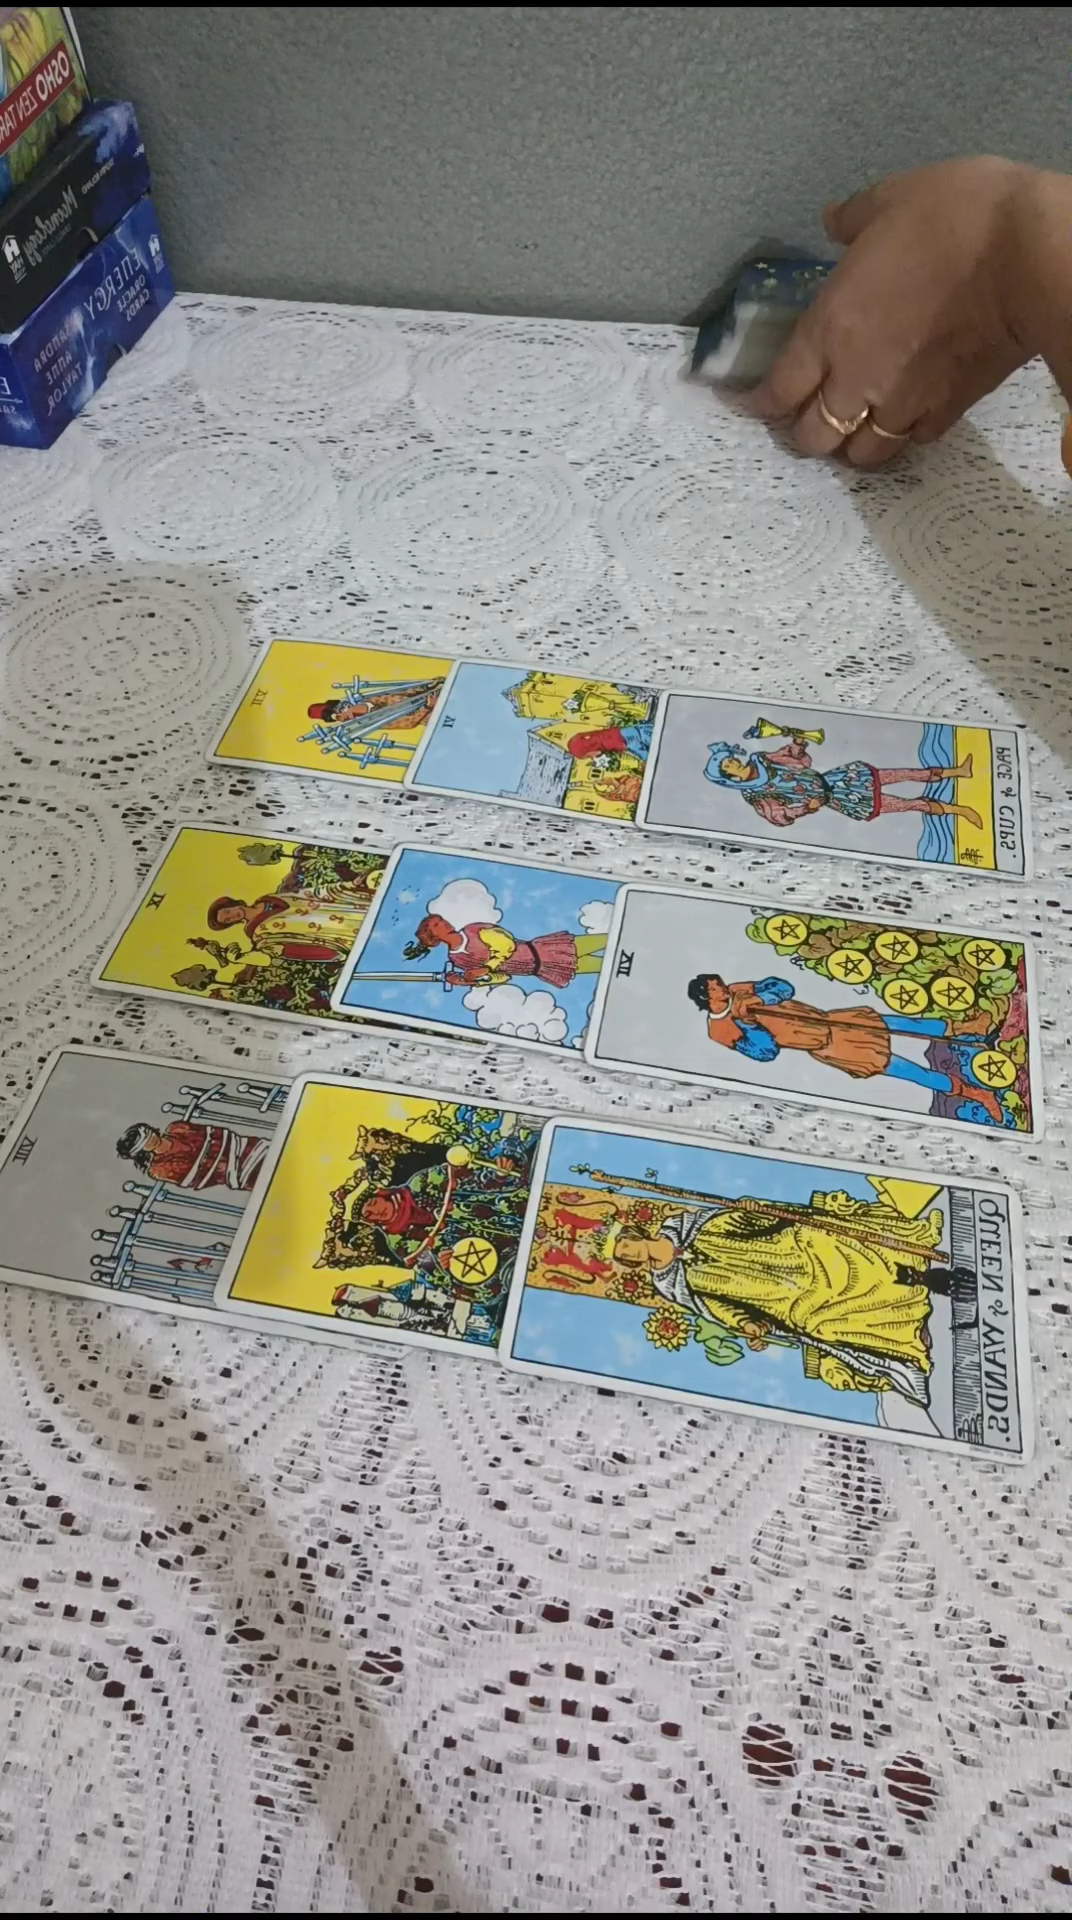 OSHO ZEN TAR
Moonology
ENERGY
ORACLE
CARDS
SANDRA
ANNE
TAYLOR
VII
VI
PAGE of CUPS.
IX
VII
VIII
QUEEN of WANDS.